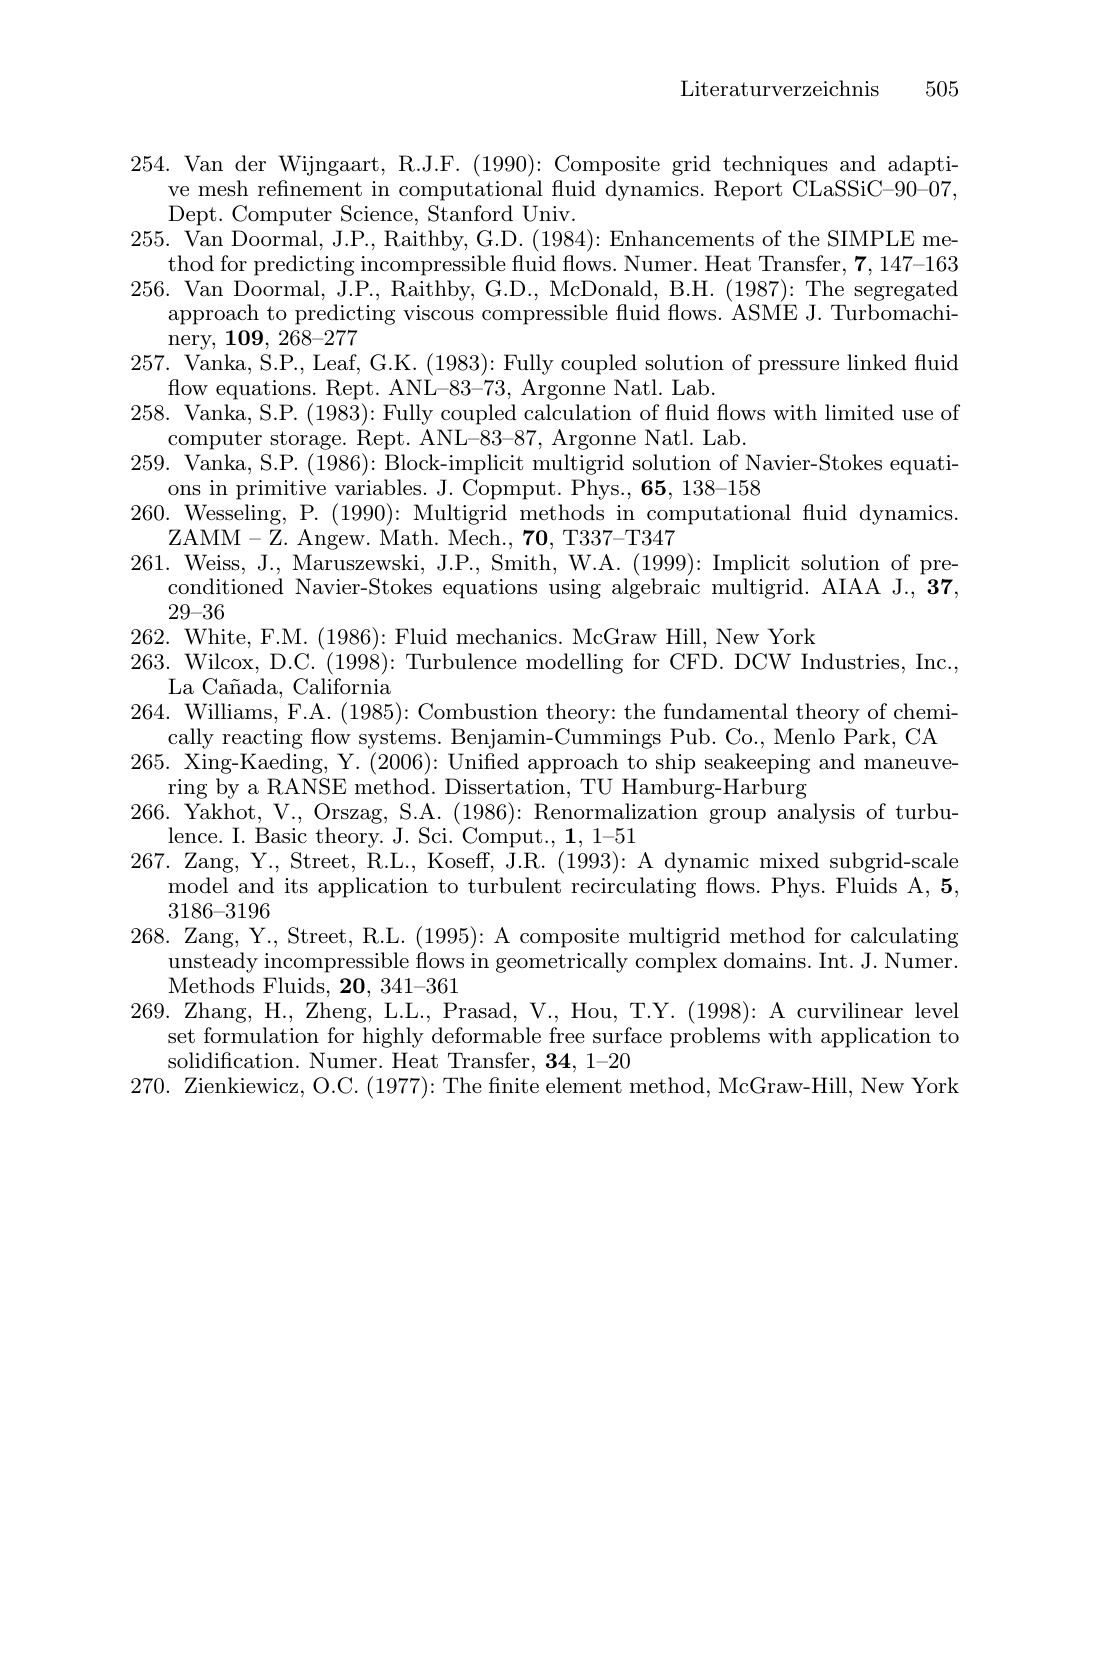 Literaturverzeichnis 505
254. Van der Wijngaart, R.J.F. (1990): Composite grid techniques and adapti-
ve mesh refinement in computational fluid dynamics. Report CLaSSiC–90–07,
Dept. Computer Science, Stanford Univ.
255. Van Doormal, J.P., Raithby, G.D. (1984): Enhancements of the SIMPLE me-
thod for predicting incompressible fluid flows. Numer. Heat Transfer, 7, 147–163
256. Van Doormal, J.P., Raithby, G.D., McDonald, B.H. (1987): The segregated
approach to predicting viscous compressible fluid flows. ASME J. Turbomachi-
nery, 109, 268–277
257. Vanka, S.P., Leaf, G.K. (1983): Fully coupled solution of pressure linked fluid
flow equations. Rept. ANL–83–73, Argonne Natl. Lab.
258. Vanka, S.P. (1983): Fully coupled calculation of fluid flows with limited use of
computer storage. Rept. ANL–83–87, Argonne Natl. Lab.
259. Vanka, S.P. (1986): Block-implicit multigrid solution of Navier-Stokes equati-
ons in primitive variables. J. Copmput. Phys., 65, 138–158
260. Wesseling, P. (1990): Multigrid methods in computational fluid dynamics.
ZAMM – Z. Angew. Math. Mech., 70, T337–T347
261. Weiss, J., Maruszewski, J.P., Smith, W.A. (1999): Implicit solution of pre-
conditioned Navier-Stokes equations using algebraic multigrid. AIAA J., 37,
29–36
262. White, F.M. (1986): Fluid mechanics. McGraw Hill, New York
263. Wilcox, D.C. (1998): Turbulence modelling for CFD. DCW Industries, Inc.,
La Cañada, California
264. Williams, F.A. (1985): Combustion theory: the fundamental theory of chemi-
cally reacting flow systems. Benjamin-Cummings Pub. Co., Menlo Park, CA
265. Xing-Kaeding, Y. (2006): Unified approach to ship seakeeping and maneuve-
ring by a RANSE method. Dissertation, TU Hamburg-Harburg
266. Yakhot, V., Orszag, S.A. (1986): Renormalization group analysis of turbu-
lence. I. Basic theory. J. Sci. Comput., 1, 1–51
267. Zang, Y., Street, R.L., Koseff, J.R. (1993): A dynamic mixed subgrid-scale
model and its application to turbulent recirculating flows. Phys. Fluids A, 5,
3186–3196
268. Zang, Y., Street, R.L. (1995): A composite multigrid method for calculating
unsteady incompressible flows in geometrically complex domains. Int. J. Numer.
Methods Fluids, 20, 341–361
269. Zhang, H., Zheng, L.L., Prasad, V., Hou, T.Y. (1998): A curvilinear level
set formulation for highly deformable free surface problems with application to
solidification. Numer. Heat Transfer, 34, 1–20
270. Zienkiewicz, O.C. (1977): The finite element method, McGraw-Hill, New York